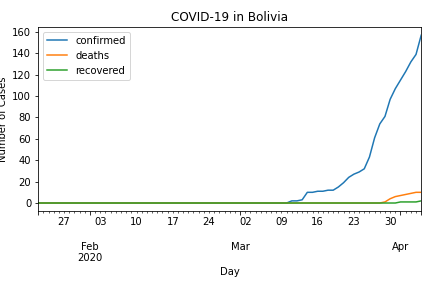 COVID-19 in Bolivia
confirmed
deaths
recovered
Number of Cases
160
140
120
100
80
60
40
20
0
27 03 10 17 24 02 09 16 23 30
Feb Mar Apr
2020
Day